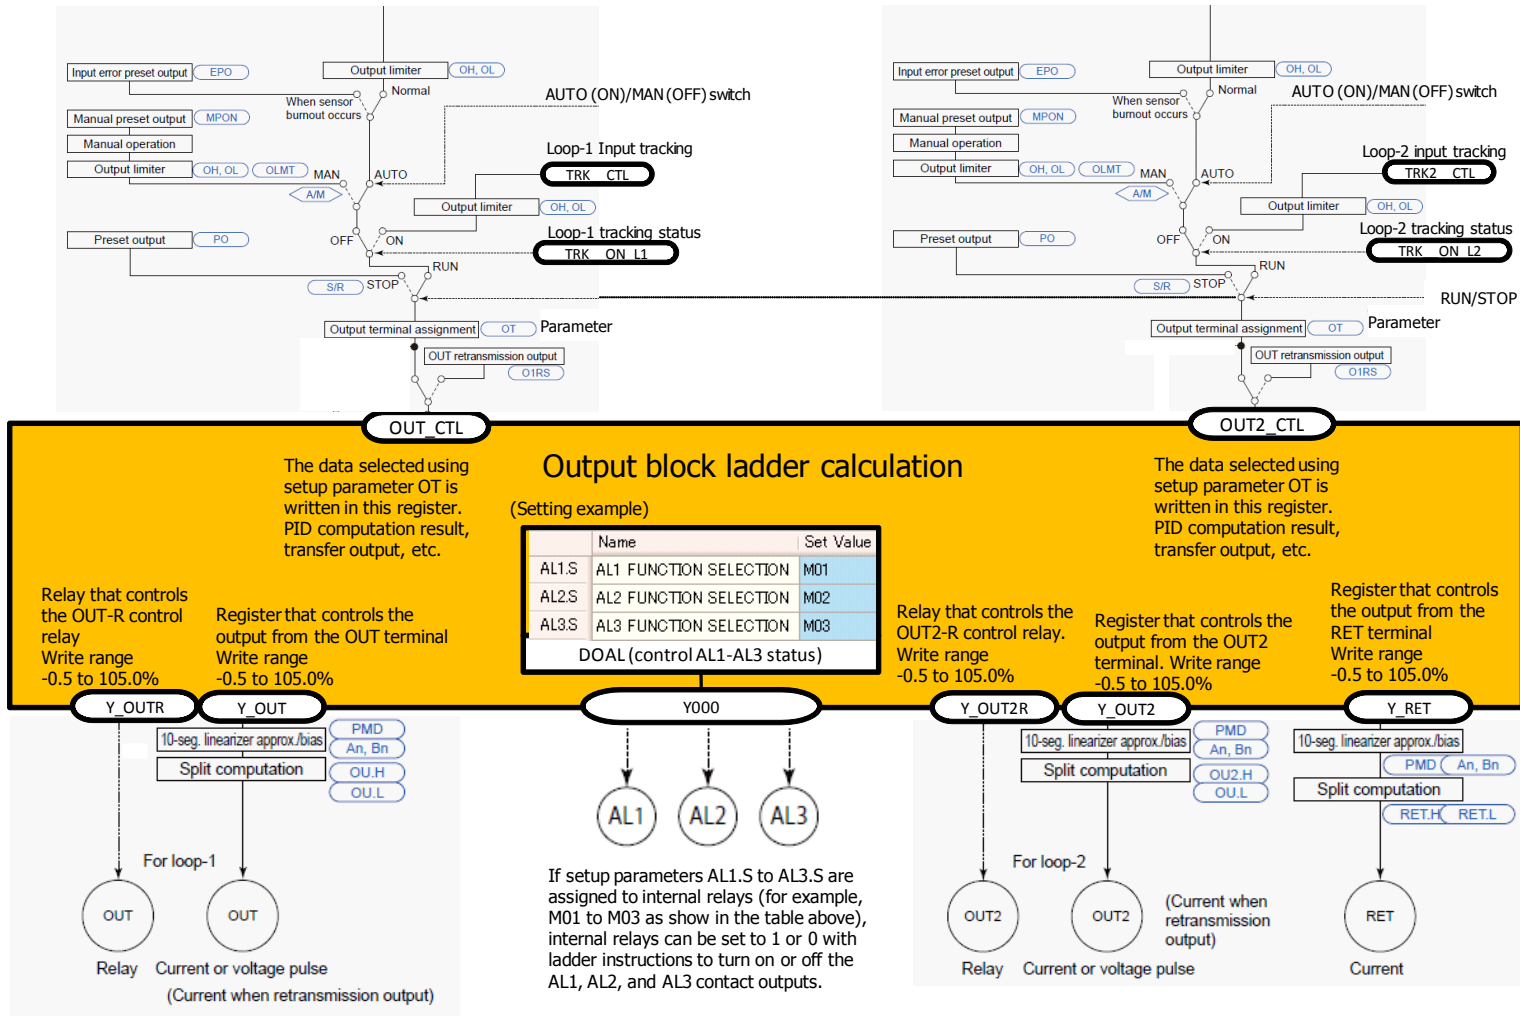 Input error preset output
EPO
Output limiter
OH, OL
Normal
When sensor
burnout occurs
AUTO (ON)/MAN (OFF) switch
Manual preset output
MPON
Manual operation
Output limiter
OH, OL
OLMT
MAN
AUTO
A/M
Loop-1 Input tracking
TRK CTL
Output limiter
OH, OL
Preset output
PO
OFF
ON
Loop-1 tracking status
TRK ON L1
RUN
S/R
STOP
Output terminal assignment
OT
Parameter
OUT retransmission output
O1RS
Input error preset output
EPO
Output limiter
OH, OL
Normal
When sensor
burnout occurs
AUTO (ON)/MAN (OFF) switch
Manual preset output
MPON
Manual operation
Output limiter
OH, OL
OLMT
MAN
AUTO
A/M
Loop-2 input tracking
TRK2 CTL
Output limiter
OH, OL
Preset output
PO
OFF
ON
Loop-2 tracking status
TRK ON L2
RUN
S/R
STOP
RUN/STOP
Output terminal assignment
OT
Parameter
OUT retransmission output
O1RS
OUT_CTL
OUT2_CTL
Output block ladder calculation
The data selected using
setup parameter OT is
written in this register.
PID computation result,
transfer output, etc.
(Setting example)
Name Set Value
AL1.S AL1 FUNCTION SELECTION M01
AL2.S AL2 FUNCTION SELECTION M02
AL3.S AL3 FUNCTION SELECTION M03
DOAL (control AL1-AL3 status)
The data selected using
setup parameter OT is
written in this register.
PID computation result,
transfer output, etc.
Relay that controls
the OUT-R control
relay
Write range
-0.5 to 105.0%
Register that controls the
output from the OUT terminal
Write range
-0.5 to 105.0%
Relay that controls the
OUT2-R control relay.
Write range
-0.5 to 105.0%
Register that controls the
output from the OUT2
terminal. Write range
-0.5 to 105.0%
Register that controls
the output from the
RET terminal
Write range
-0.5 to 105.0%
Y_OUTR
Y_OUT
Y000
Y_OUT2R
Y_OUT2
Y_RET
10-seg. linearizer approx./bias
PMD
An, Bn
Split computation
OU.H
OU.L
For loop-1
OUT
OUT
Relay
Current or voltage pulse
(Current when retransmission output)
AL1
AL2
AL3
If setup parameters AL1.S to AL3.S are
assigned to internal relays (for example,
M01 to M03 as show in the table above),
internal relays can be set to 1 or 0 with
ladder instructions to turn on or off the
AL1, AL2, and AL3 contact outputs.
10-seg. linearizer approx./bias
PMD
An, Bn
Split computation
OU2.H
OU.L
For loop-2
OUT2
OUT2
(Current when
retransmission
output)
Relay
Current or voltage pulse
10-seg. linearizer approx./bias
PMD
An, Bn
Split computation
RET.H
RET.L
RET
Current